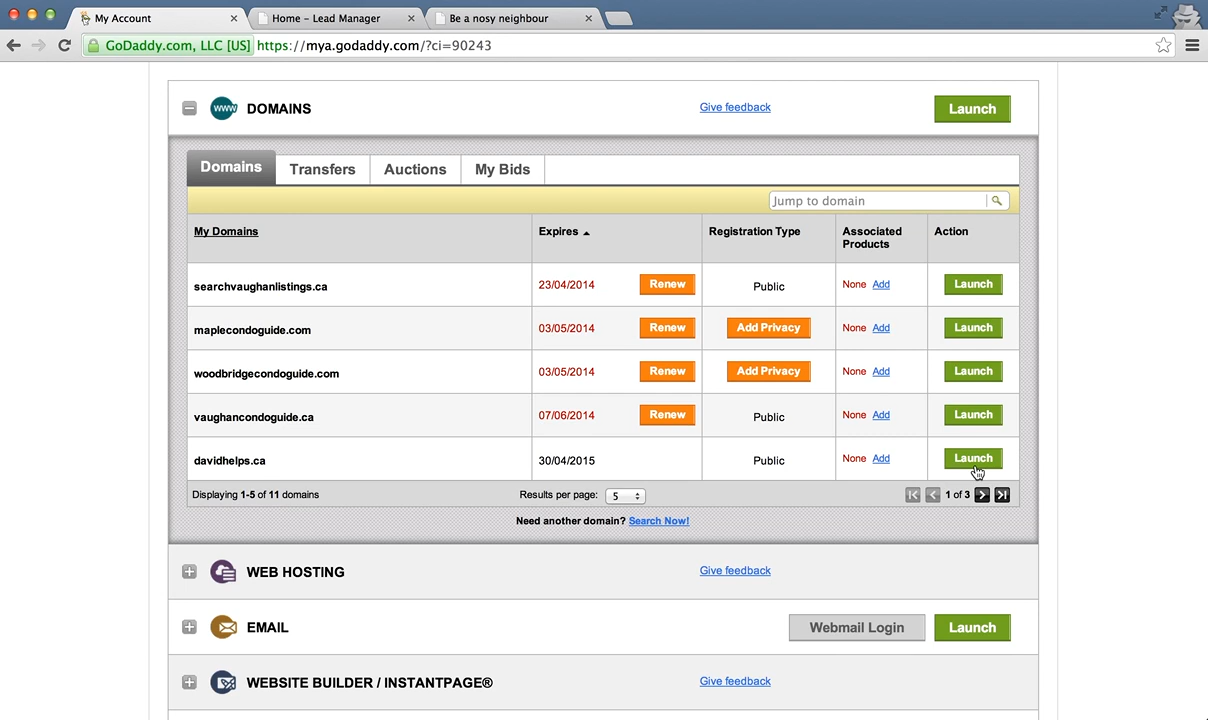 My Account
Home – Lead Manager
Be a nosy neighbour
GoDaddy.com, LLC [US] https://mya.godaddy.com/?ci=90243
www DOMAINS Give feedback Launch
Domains Transfers Auctions My Bids
Jump to domain
My Domains Expires Registration Type Associated Products Action
searchvaughanlistings.ca 23/04/2014 Renew Public None Add Launch
maplecondoguide.com 03/05/2014 Renew Add Privacy None Add Launch
woodbridgecondoguide.com 03/05/2014 Renew Add Privacy None Add Launch
vaughancondoguide.ca 07/06/2014 Renew Public None Add Launch
davidhelps.ca 30/04/2015 Public None Add Launch
Displaying 1-5 of 11 domains Results per page: 5 1 of 3
Need another domain? Search Now!
WEB HOSTING Give feedback
EMAIL Webmail Login Launch
WEBSITE BUILDER / INSTANTPAGE® Give feedback